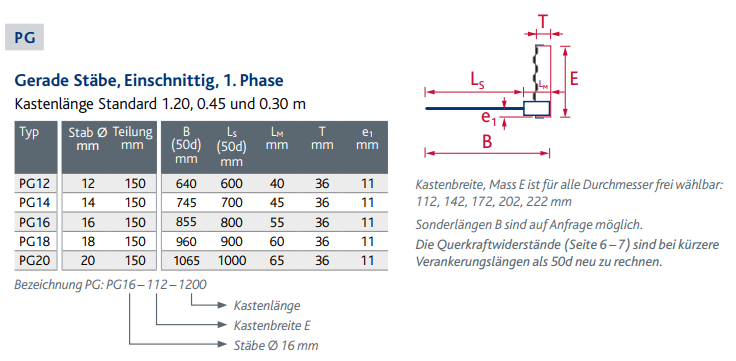 PG
Gerade Stäbe, Einschnittig, 1. Phase
Kastenlänge Standard 1.20, 0.45 und 0.30 m
Typ Stab Ø mm Teilung mm B (50d) mm LS (50d) mm LM mm T mm e1 mm
PG12 12 150 640 600 40 36 11
PG14 14 150 745 700 45 36 11
PG16 16 150 855 800 55 36 11
PG18 18 150 960 900 60 36 11
PG20 20 150 1065 1000 65 36 11
Bezeichnung PG: PG16 – 112 – 1200
Kastenlänge
Kastenbreite E
Stäbe Ø 16 mm
T
LS
LM
E
e1
B
Kastenbreite, Mass E ist für alle Durchmesser frei wählbar:
112, 142, 172, 202, 222 mm
Sonderlängen B sind auf Anfrage möglich.
Die Querkraftwiderstände (Seite 6 – 7) sind bei kürzere
Verankerungslängen als 50d neu zu rechnen.